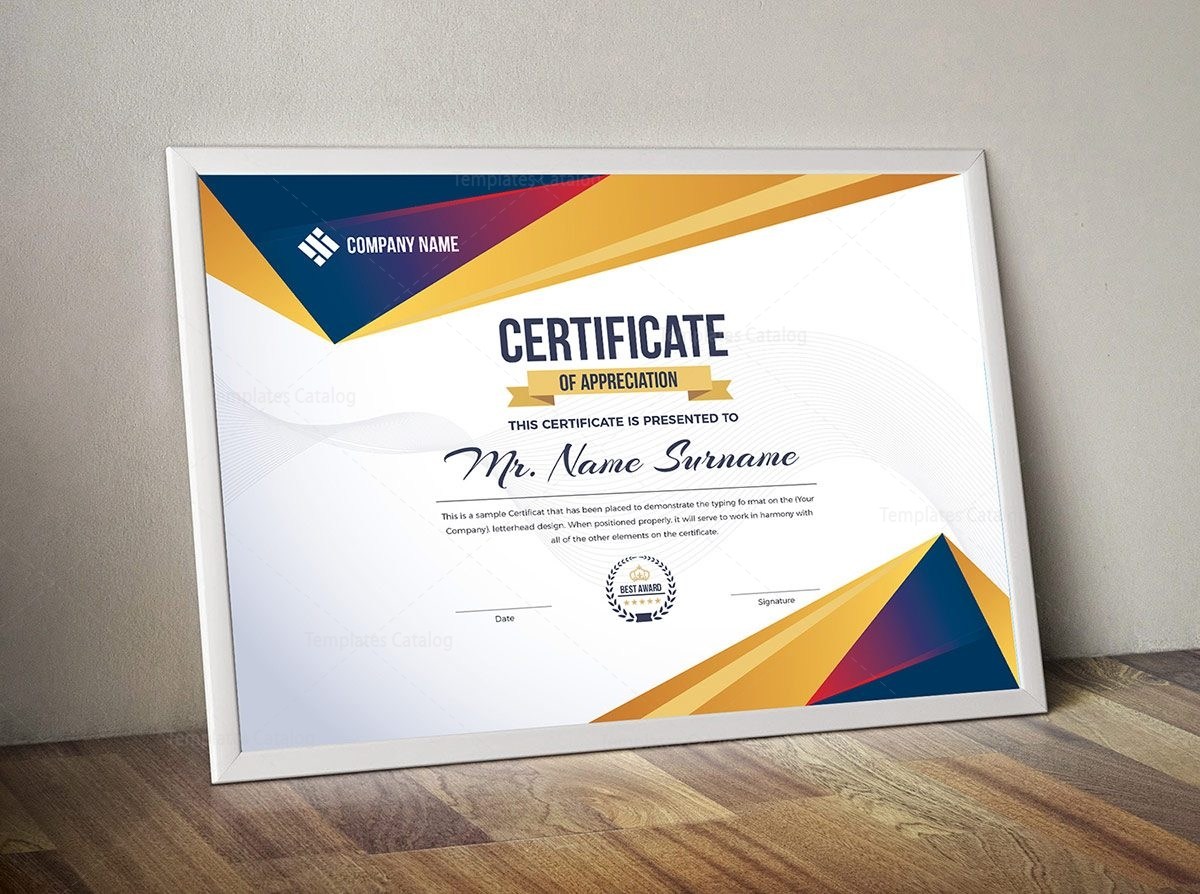 Templates Catalog
COMPANY NAME
CERTIFICATE
Templates Catalog
OF APPRECIATION
Templates Catalog
THIS CERTIFICATE IS PRESENTED TO
Mr. Name Surname
This is a sample Certificat that has been placed to demonstrate the typing fo rmat on the (Your
Company). letterhead design. When positioned properly, it will serve to work in harmony with
all of the other elements on the certificate.
Templates Catalog
BEST AWARD
Date
Signature
Templates Catalog